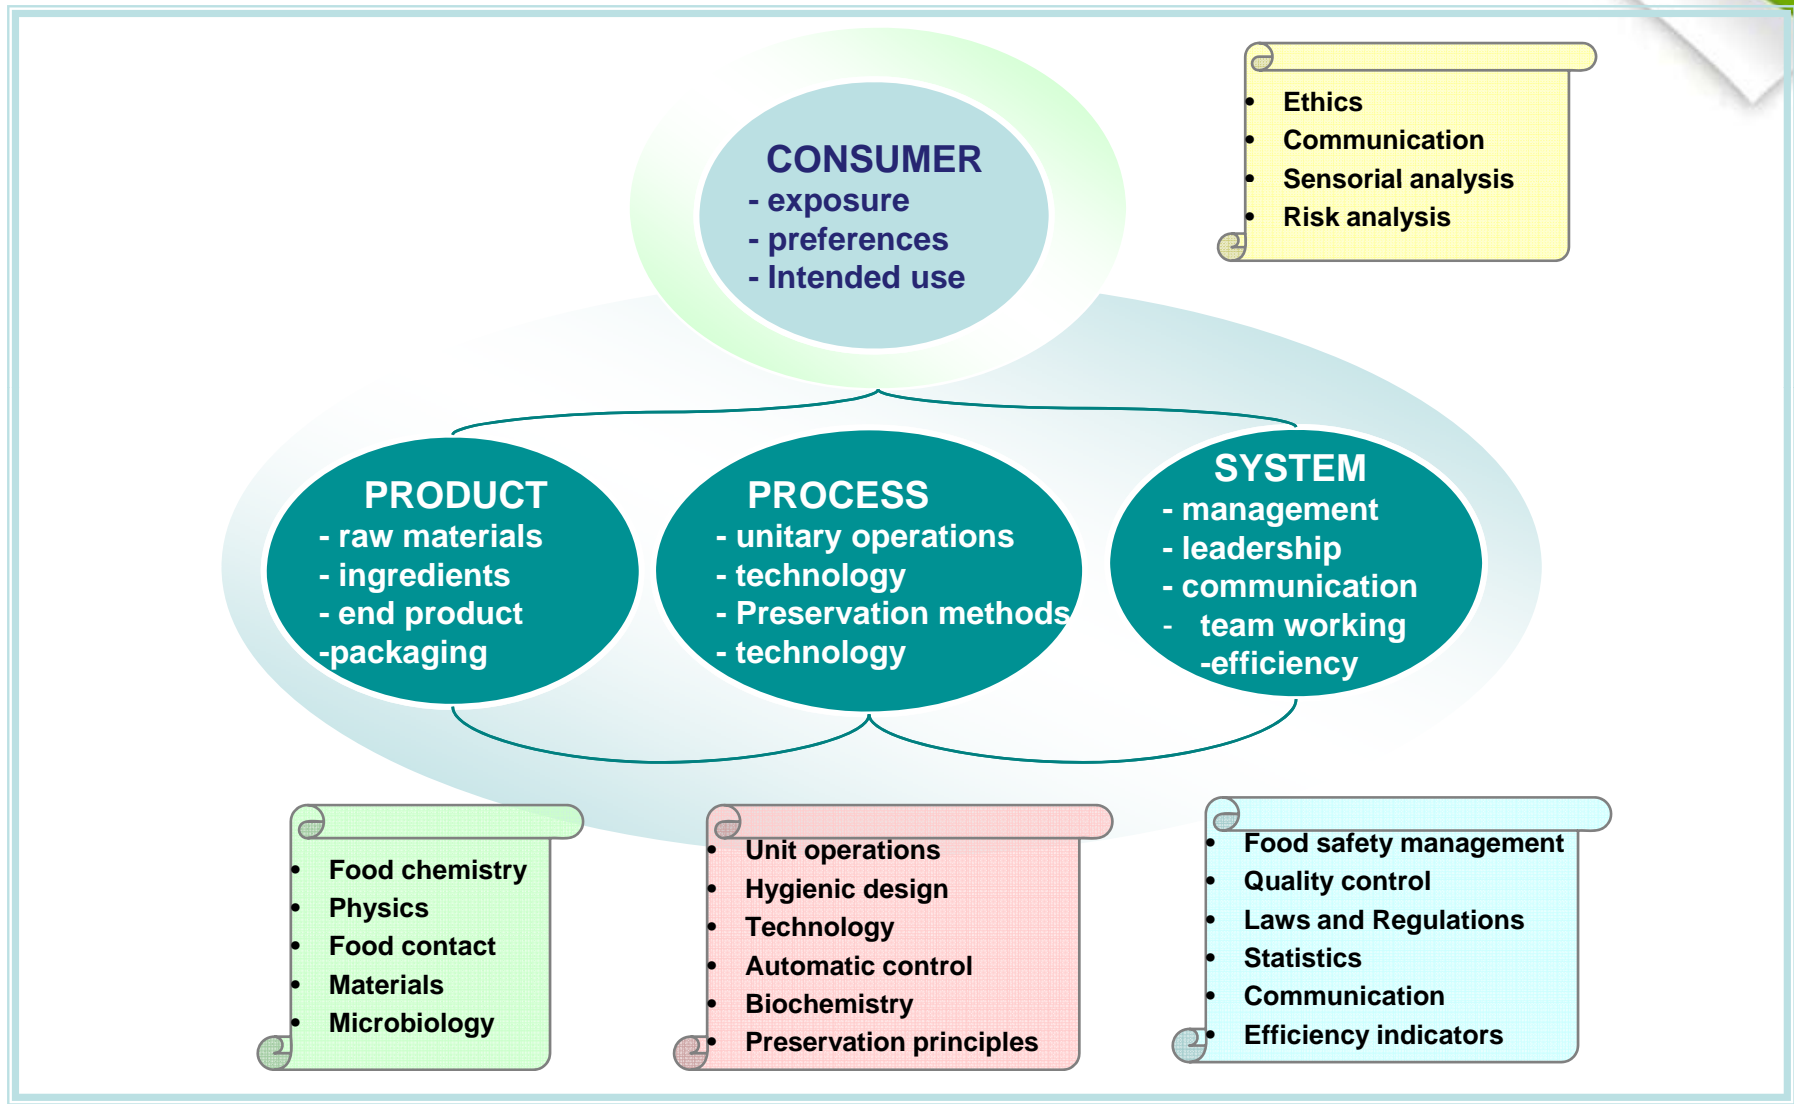 CONSUMER
- exposure
- preferences
- Intended use
• Ethics
• Communication
• Sensorial analysis
• Risk analysis
PRODUCT
- raw materials
- ingredients
- end product
-packaging
PROCESS
- unitary operations
- technology
- Preservation methods
- technology
SYSTEM
- management
- leadership
- communication
- team working
-efficiency
• Food chemistry
• Physics
• Food contact
• Materials
• Microbiology
• Unit operations
• Hygienic design
• Technology
• Automatic control
• Biochemistry
• Preservation principles
• Food safety management
• Quality control
• Laws and Regulations
• Statistics
• Communication
• Efficiency indicators